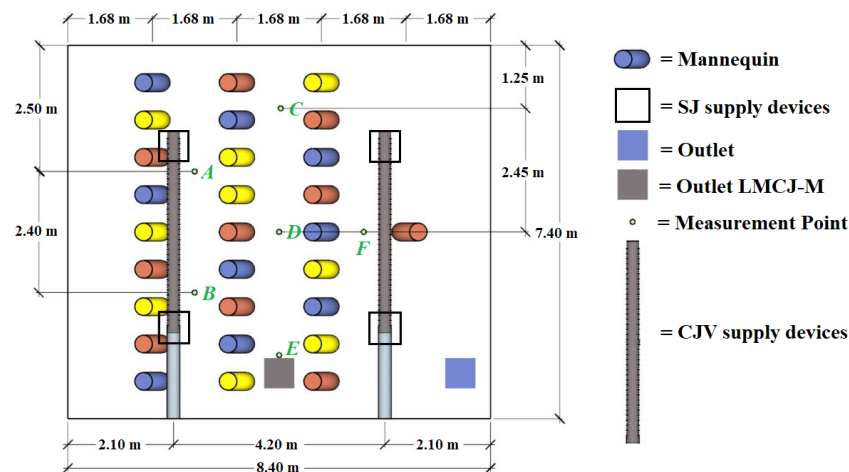 1.68 m 1.68 m 1.68 m 1.68 m 1.68 m
1.25 m
2.50 m
C
A
2.45 m
2.40 m
D
F
7.40 m
B
E
2.10 m 4.20 m 2.10 m
8.40 m
= Mannequin
= SJ supply devices
= Outlet
= Outlet LMCJ-M
= Measurement Point
= CJV supply devices